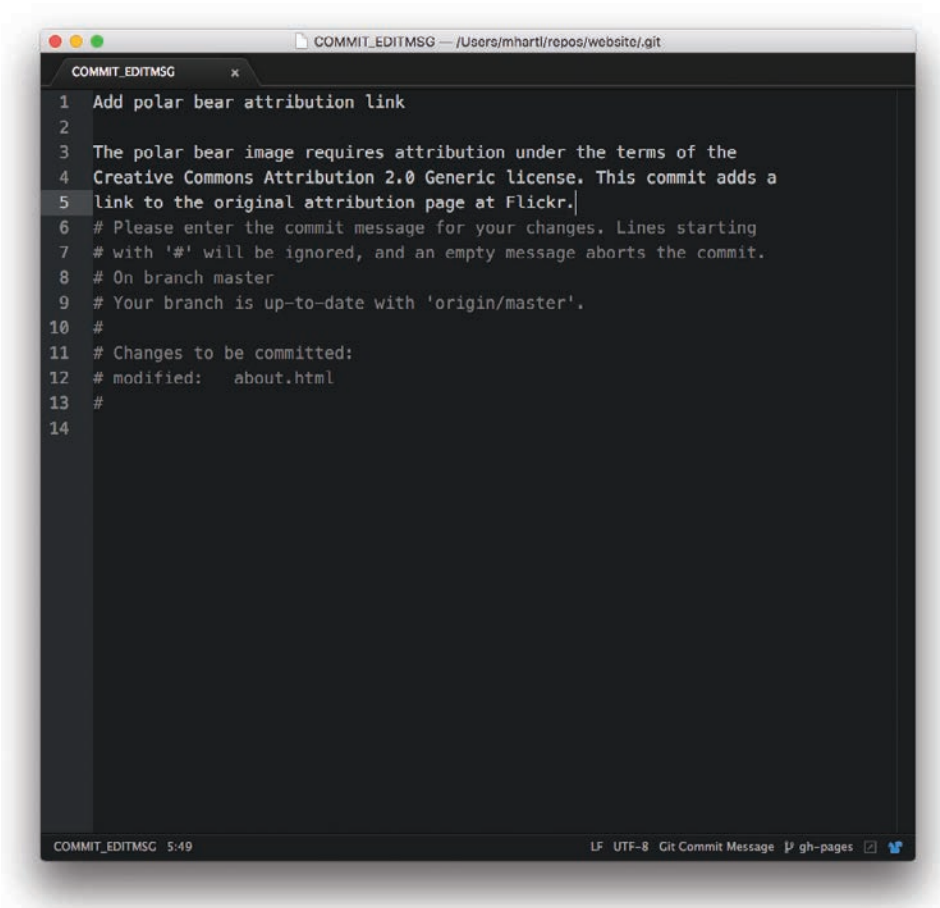 COMMIT_EDITMSG — /Users/mhartl/repos/website/.git
COMMIT_EDITMSG x
1 Add polar bear attribution link
2
3 The polar bear image requires attribution under the terms of the
4 Creative Commons Attribution 2.0 Generic license. This commit adds a
5 link to the original attribution page at Flickr.
6 # Please enter the commit message for your changes. Lines starting
7 # with '#' will be ignored, and an empty message aborts the commit.
8 # On branch master
9 # Your branch is up-to-date with 'origin/master'.
10 #
11 # Changes to be committed:
12 # modified:   about.html
13 #
14
COMMIT_EDITMSG 5:49 LF UTF-8 Git Commit Message gh-pages